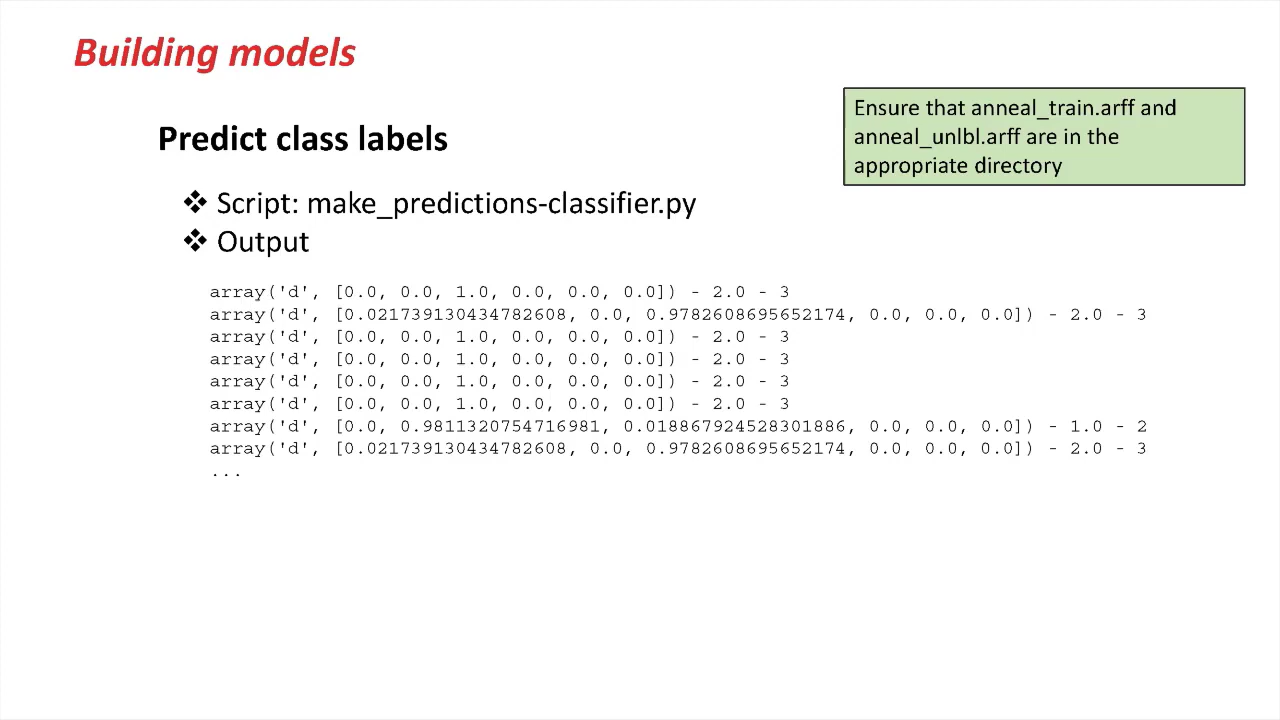 Building models
Ensure that anneal_train.arff and
anneal_unlbl.arff are in the
appropriate directory
Predict class labels
❖ Script: make_predictions-classifier.py
❖ Output
array('d', [0.0, 0.0, 1.0, 0.0, 0.0, 0.0]) - 2.0 - 3
array('d', [0.021739130434782608, 0.0, 0.9782608695652174, 0.0, 0.0, 0.0]) - 2.0 - 3
array('d', [0.0, 0.0, 1.0, 0.0, 0.0, 0.0]) - 2.0 - 3
array('d', [0.0, 0.0, 1.0, 0.0, 0.0, 0.0]) - 2.0 - 3
array('d', [0.0, 0.0, 1.0, 0.0, 0.0, 0.0]) - 2.0 - 3
array('d', [0.0, 0.0, 1.0, 0.0, 0.0, 0.0]) - 2.0 - 3
array('d', [0.0, 0.9811320754716981, 0.018867924528301886, 0.0, 0.0, 0.0]) - 1.0 - 2
array('d', [0.021739130434782608, 0.0, 0.9782608695652174, 0.0, 0.0, 0.0]) - 2.0 - 3
...